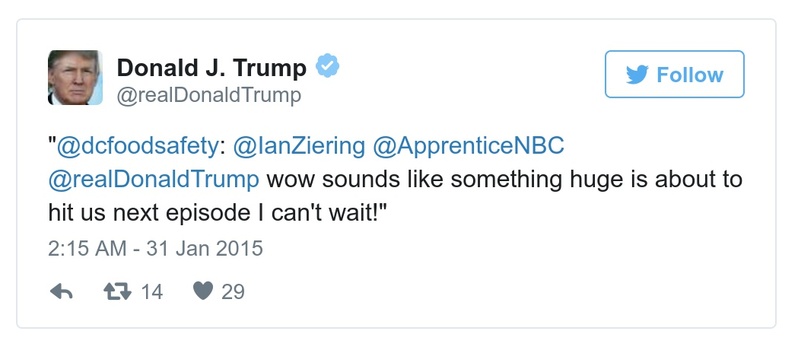 Donald J. Trump
@realDonaldTrump
Follow
"@dcfoodsafety: @IanZiering @ApprenticeNBC
@realDonaldTrump wow sounds like something huge is about to
hit us next episode I can't wait!"
2:15 AM - 31 Jan 2015
14 29